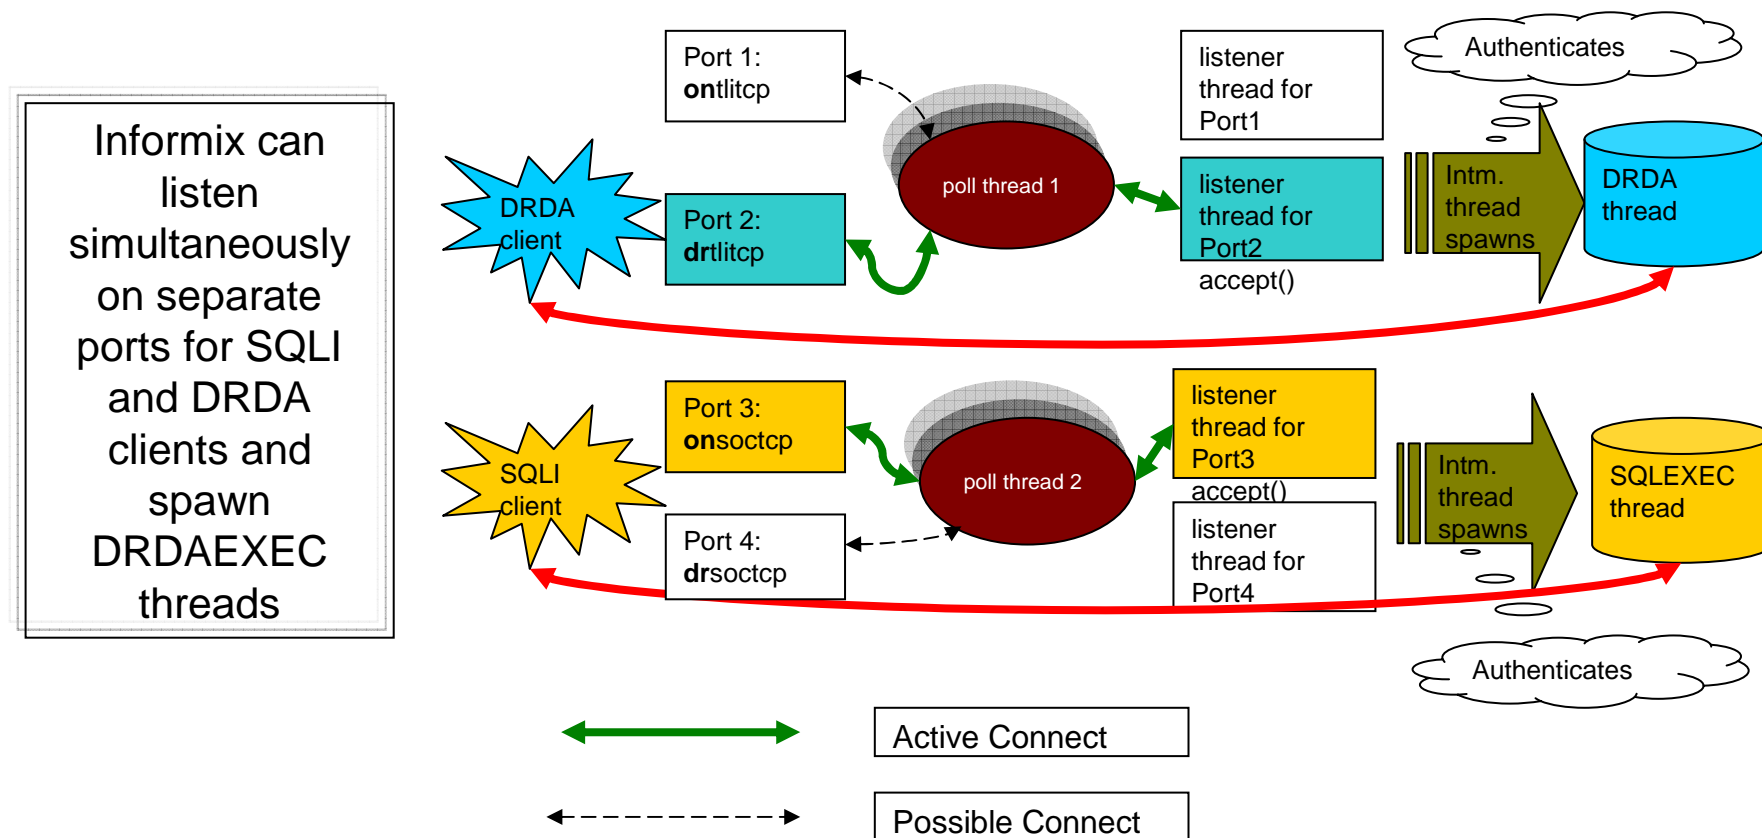 Informix can
listen
simultaneously
on separate
ports for SQLI
and DRDA
clients and
spawn
DRDAEXEC
threads
DRDA
client
Port 1:
ontlitcp
Port 2:
drtlitcp
poll thread 1
listener
thread for
Port1
listener
thread for
Port2
accept()
Authenticates
Intm.
thread
spawns
DRDA
thread
SQLI
client
Port 3:
onsoctcp
Port 4:
drsoctcp
poll thread 2
listener
thread for
Port3
accept()
listener
thread for
Port4
Intm.
thread
spawns
SQLEXEC
thread
Authenticates
Active Connect
Possible Connect